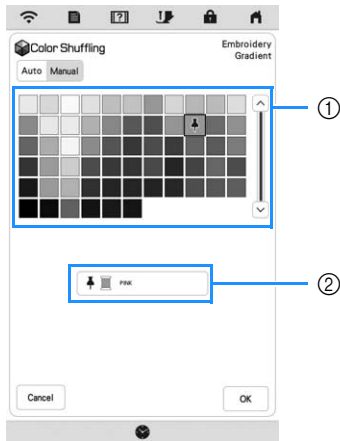 Color Shuffling
Embroidery
Gradient
Auto Manual
①
PINK
②
Cancel
OK